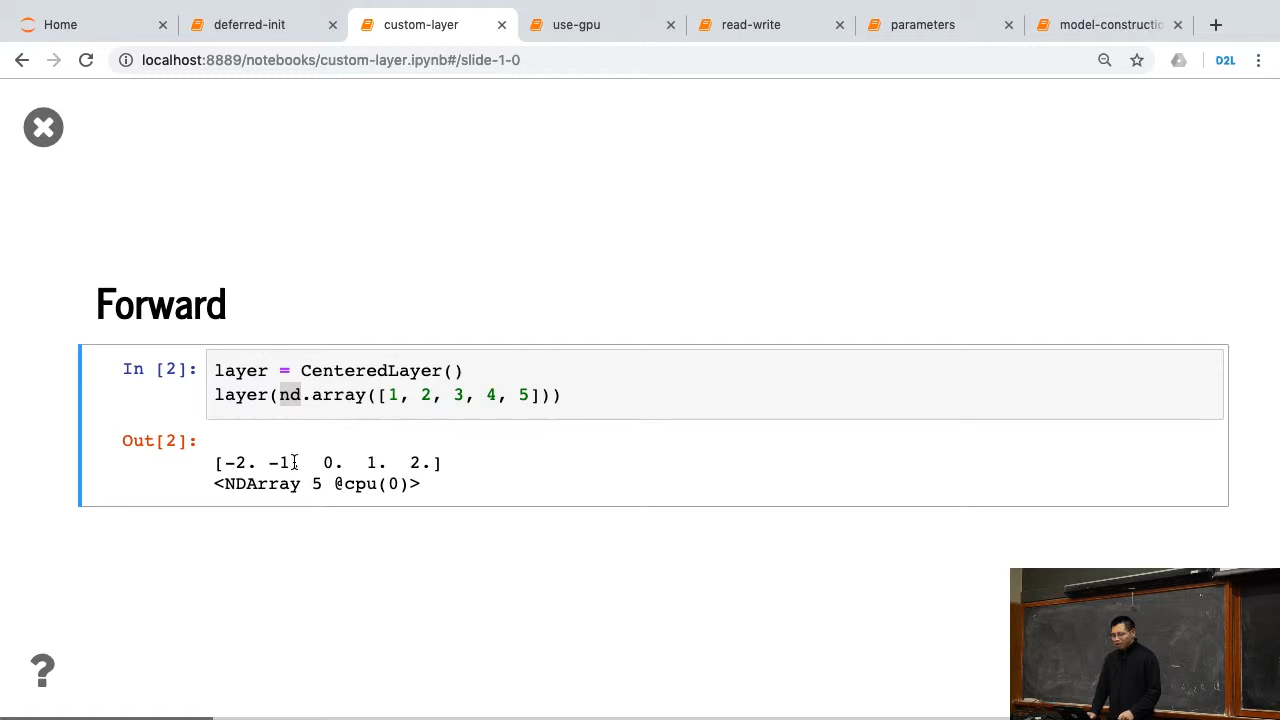 Home
deferred-init
custom-layer
use-gpu
read-write
parameters
model-constructio
localhost:8889/notebooks/custom-layer.ipynb#/slide-1-0
D2L
Forward
In [2]:
layer = CenteredLayer()
layer(nd.array([1, 2, 3, 4, 5]))
Out[2]:
[-2. -1  0.  1.  2.]
<NDArray 5 @cpu(0)>
?